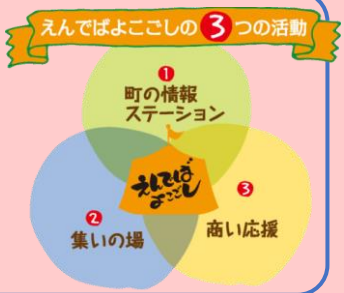 えんでばよこごしの3つの活動
1
町の情報
ステーション
えんでば
よこごし
2
集いの場
3
商い応援